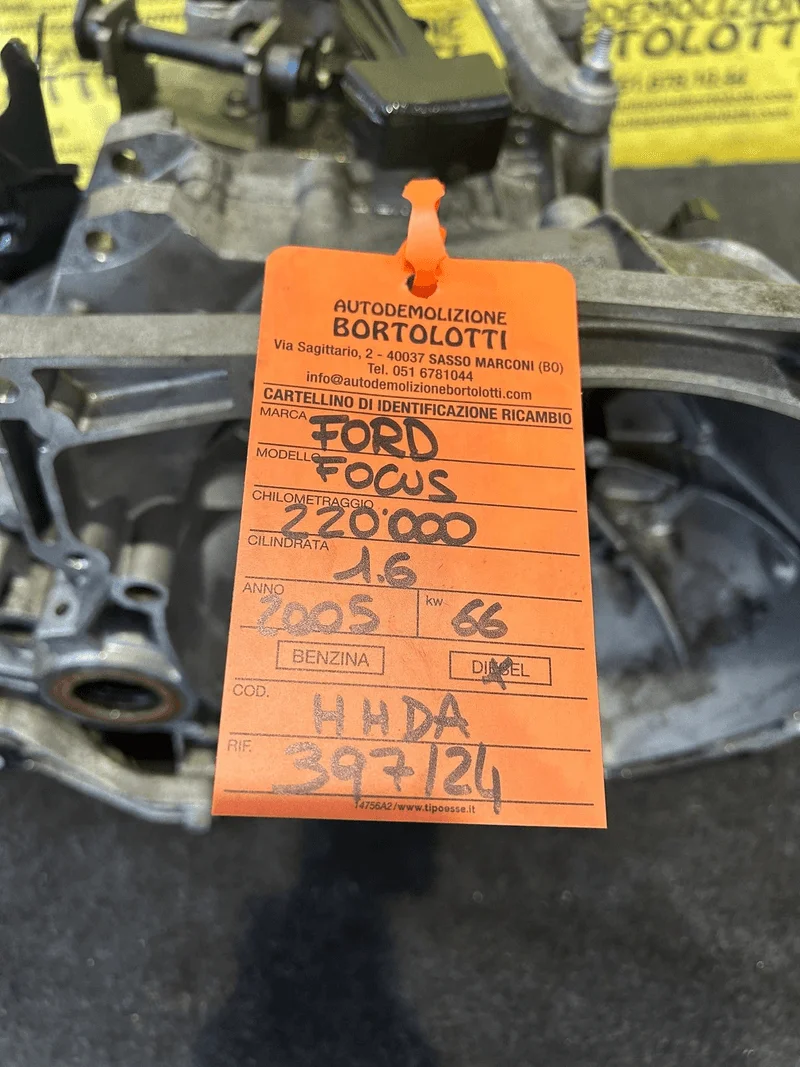 AUTODEMOLIZIONE
BORTOLOTTI
AUTODEMOLIZIONE
BORTOLOTTI
Via Sagittario, 2 - 40037 SASSO MARCONI (BO)
Tel. 051 6781044
info@autodemolizionebortolotti.com
CARTELLINO DI IDENTIFICAZIONE RICAMBIO
MARCA FORD
MODELLO FOCUS
CHILOMETRAGGIO 220'000
CILINDRATA 1.6
ANNO 2005 kw 66
BENZINA DIESEL
COD. HHDA
RIF. 397/24
14756A2/www.tipoesse.it